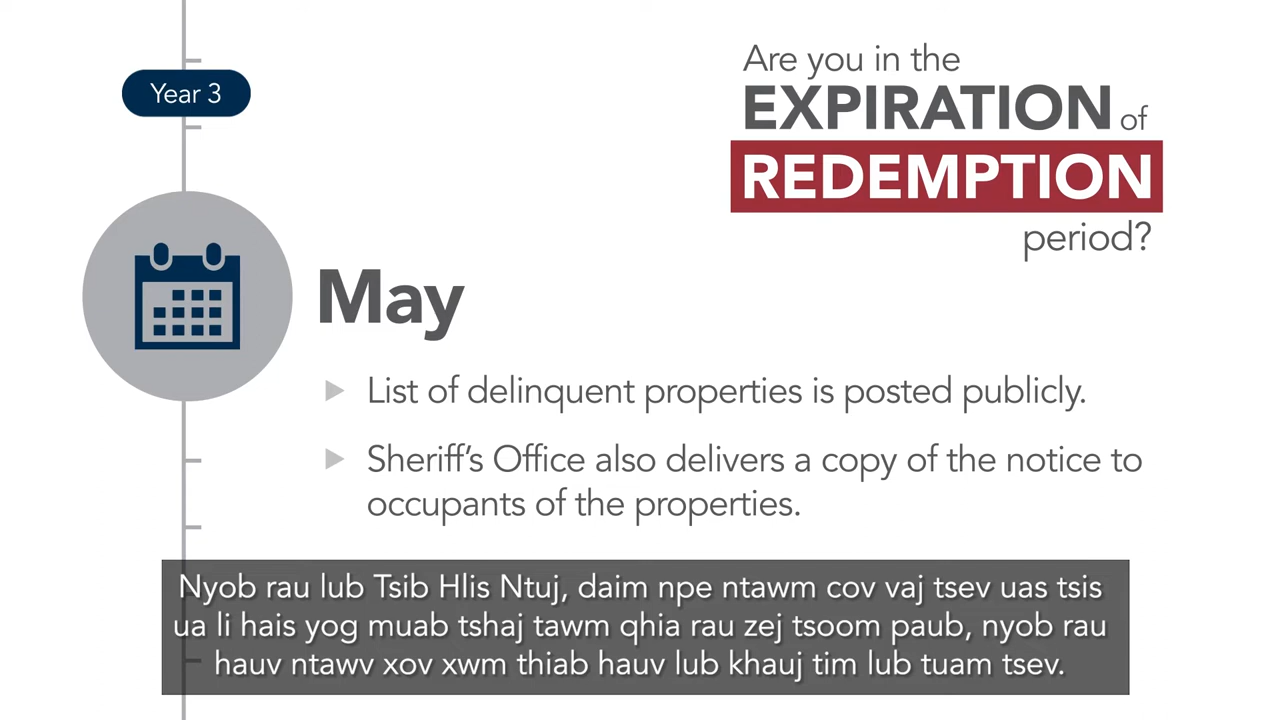 Year 3
Are you in the
EXPIRATION of
REDEMPTION
period?
May
List of delinquent properties is posted publicly.
Sheriff's Office also delivers a copy of the notice to
occupants of the properties.
Nyob rau lub Tsib Hlis Ntuj, daim npe ntawm cov vaj tsev uas tsis
ua li hais yog muab tshaj tawm qhia rau zej tsoom paub, nyob rau
hauv ntawv xov xwm thiab hauv lub khauj tim lub tuam tsev.